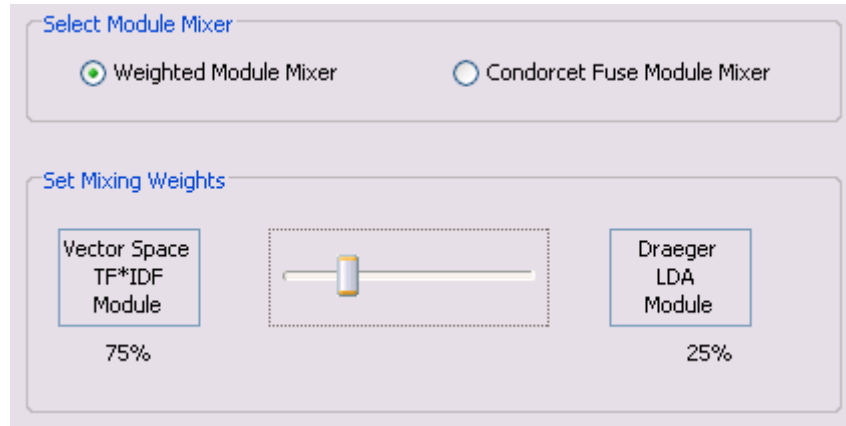 Select Module Mixer
Weighted Module Mixer
Condorcet Fuse Module Mixer
Set Mixing Weights
Vector Space
TF*IDF
Module
75%
Draeger
LDA
Module
25%